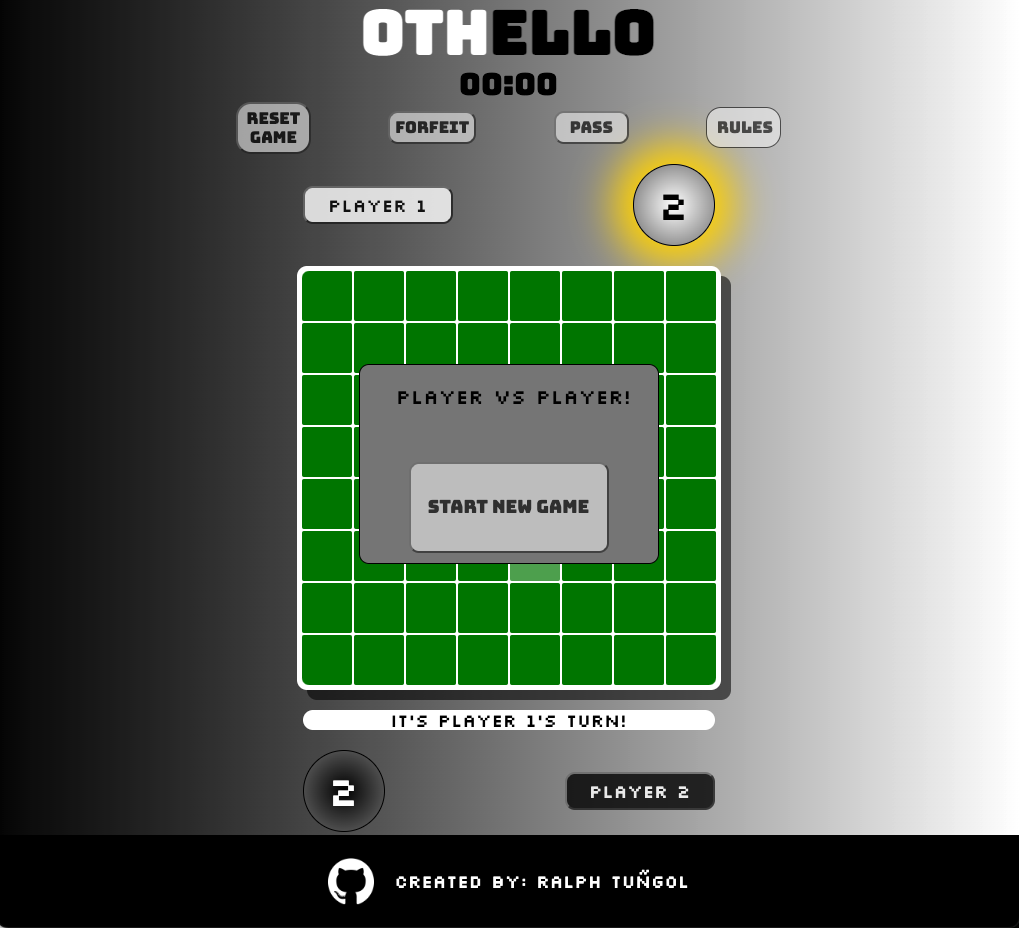 OTHELLO
00:00
RESET
GAME
FORFEIT
PASS
RULES
PLAYER 1
2
PLAYER VS PLAYER!
START NEW GAME
IT'S PLAYER 1'S TURN!
2
PLAYER 2
CREATED BY: RALPH TUÑGOL